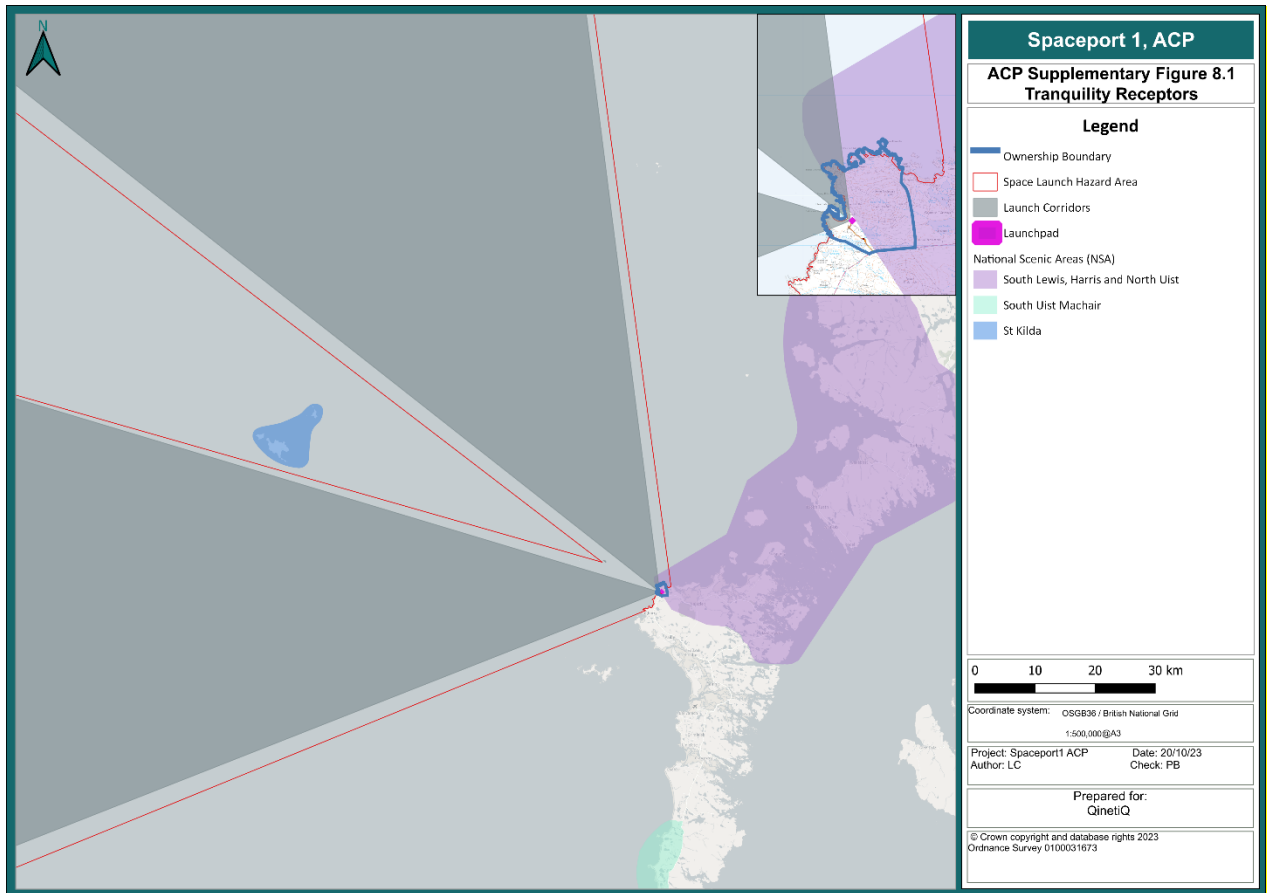 N
Spaceport 1, ACP
ACP Supplementary Figure 8.1
Tranquility Receptors
Legend
Ownership Boundary
Space Launch Hazard Area
Launch Corridors
Launchpad
National Scenic Areas (NSA)
South Lewis, Harris and North Uist
South Uist Machair
St Kilda
0 10 20 30 km
Coordinate system: OSGB36 / British National Grid
1:500,000@A3
Project: Spaceport1 ACP Date: 20/10/23
Author: LC Check: PB
Prepared for:
QinetiQ
© Crown copyright and database rights 2023
Ordnance Survey 0100031673